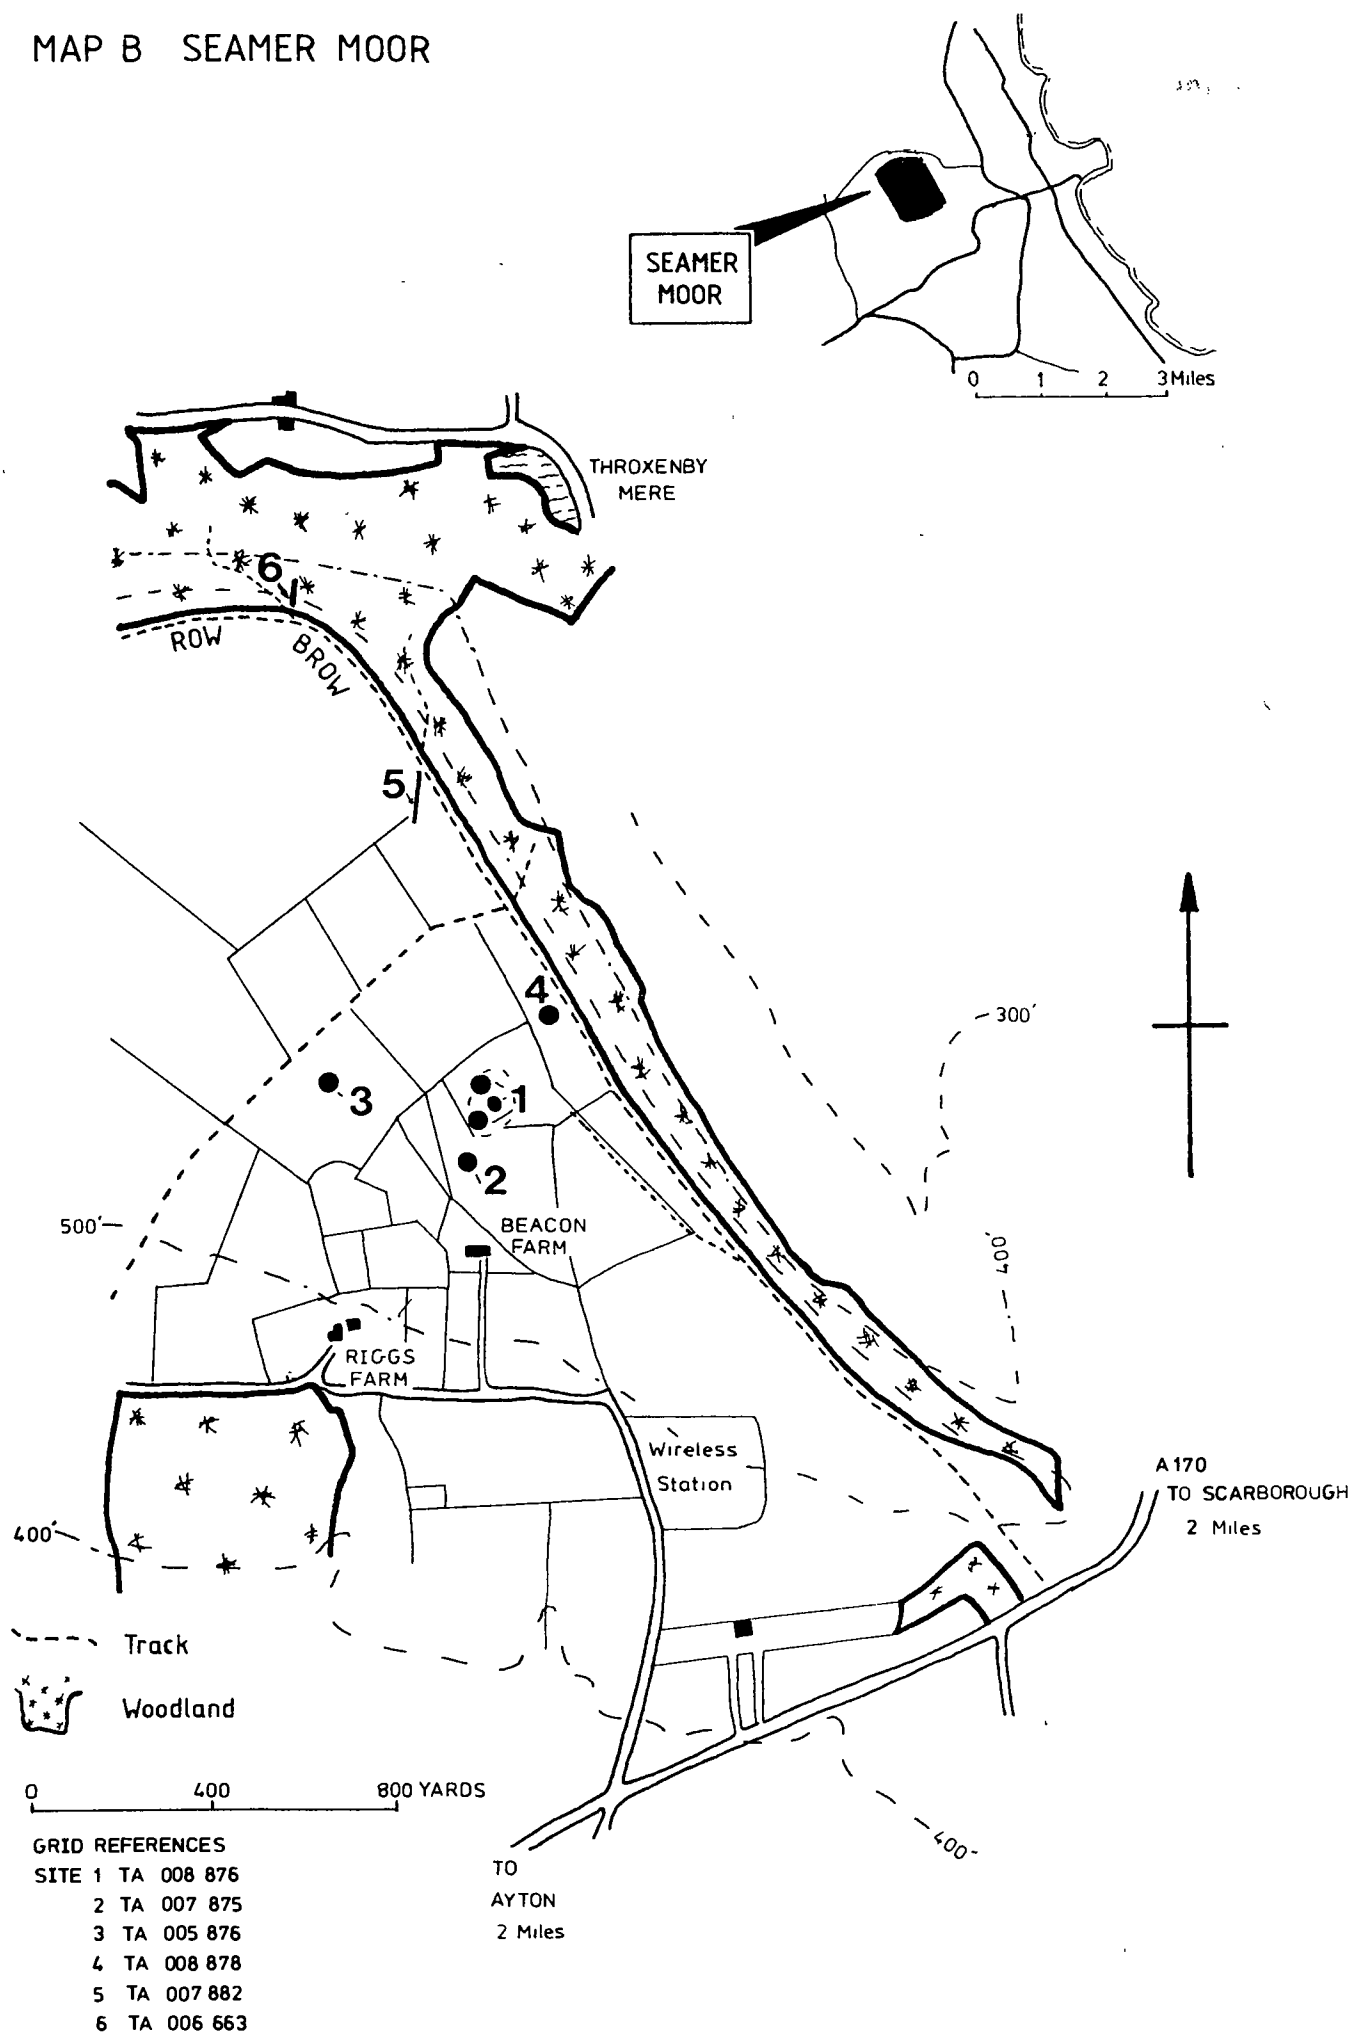 MAP B SEAMER MOOR
SEAMER
MOOR
0 1 2 3 Miles
THROXENBY
MERE
6
ROW
BROW
5
4
300'
3
1
2
500'
BEACON
FARM
400'
RIGGS
FARM
Wireless
Station
A170
TO SCARBOROUGH
2 Miles
400'
Track
Woodland
0 400 800 YARDS
400'
GRID REFERENCES
SITE 1 TA 008 876
2 TA 007 875
3 TA 005 876
4 TA 008 878
5 TA 007 882
6 TA 006 663
TO
AYTON
2 Miles